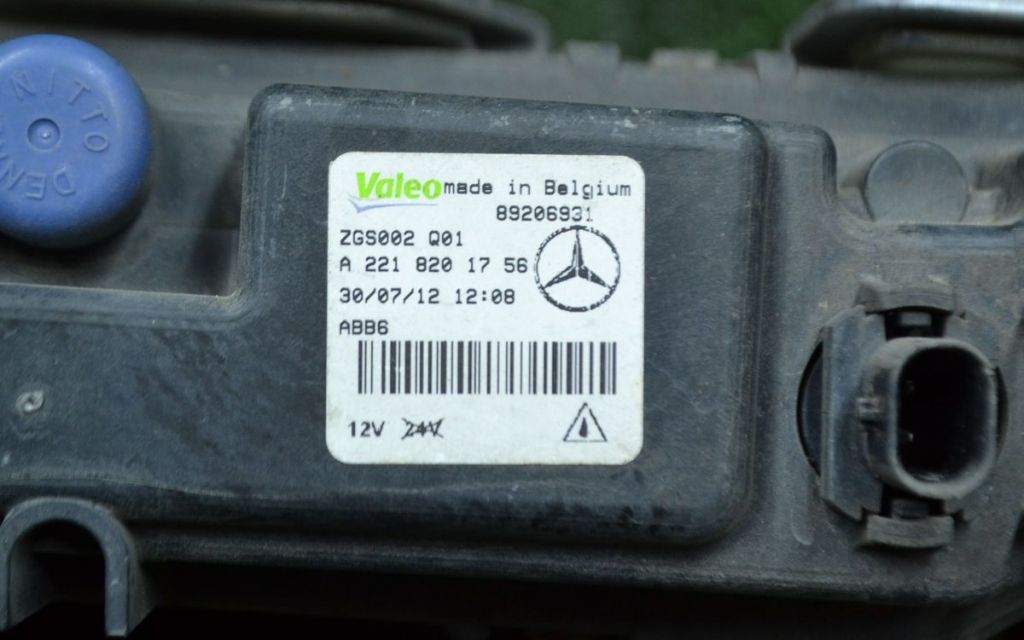 NITTO
DENKO
Valeo made in Belgium
89206931
ZGS002 Q01
A 221 820 17 56
30/07/12 12:08
ABB6
12V 24V